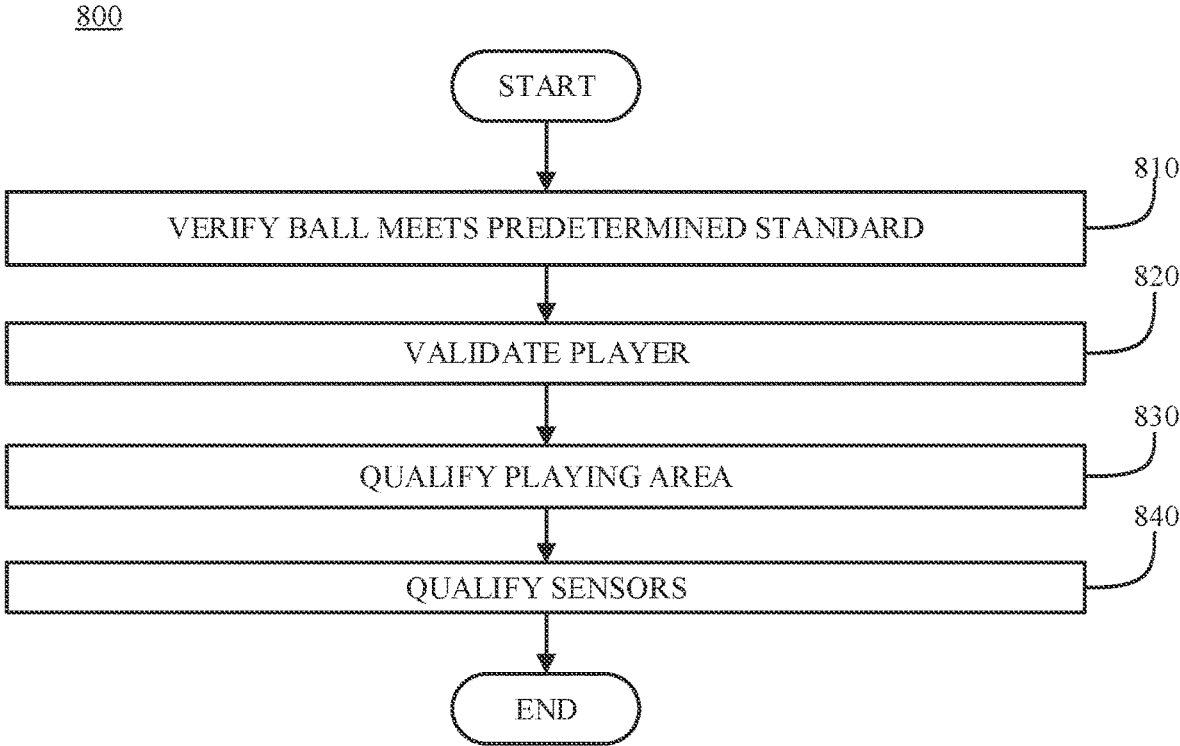 800
START
810
VERIFY BALL MEETS PREDETERMINED STANDARD
820
VALIDATE PLAYER
830
QUALIFY PLAYING AREA
840
QUALIFY SENSORS
END